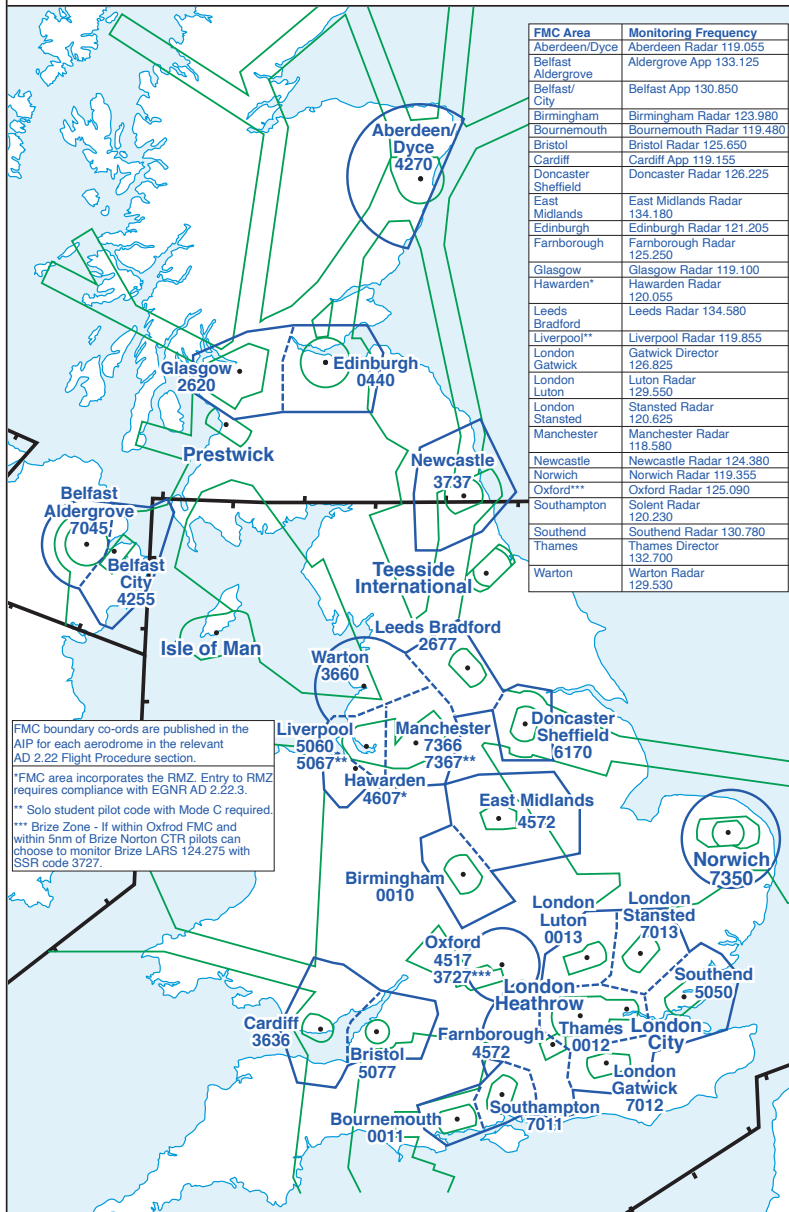 FMC Area Monitoring Frequency
Aberdeen/Dyce Aberdeen Radar 119.055
Belfast Aldergrove App 133.125
Aldergrove
Belfast/ Belfast App 130.850
City
Birmingham Birmingham Radar 123.980
Bournemouth Bournemouth Radar 119.480
Bristol Bristol Radar 125.650
Cardiff Cardiff App 119.155
Doncaster Doncaster Radar 126.225
Sheffield
East East Midlands Radar
Midlands 134.180
Edinburgh Edinburgh Radar 121.205
Farnborough Farnborough Radar
125.250
Glasgow Glasgow Radar 119.100
Hawarden* Hawarden Radar
120.055
Leeds Leeds Radar 134.580
Bradford
Liverpool** Liverpool Radar 119.855
London Gatwick Director
Gatwick 126.825
London Luton Radar
Luton 129.550
London Stansted Radar
Stansted 120.625
Manchester Manchester Radar
118.580
Newcastle Newcastle Radar 124.380
Norwich Norwich Radar 119.355
Oxford*** Oxford Radar 125.090
Southampton Solent Radar
120.230
Southend Southend Radar 130.780
Thames Thames Director
132.700
Warton Warton Radar
129.530
Aberdeen/
Dyce
4270
Glasgow
2620
Edinburgh
0440
Prestwick
Newcastle
3737
Belfast
Aldergrove
7045
Belfast
City
4255
Teesside
International
Isle of Man
Leeds Bradford
2677
Warton
3660
Liverpool
5060
5067**
Manchester
7366
7367**
Doncaster
Sheffield
6170
Hawarden
4607*
FMC boundary co-ords are published in the
AIP for each aerodrome in the relevant
AD 2.22 Flight Procedure section.
*FMC area incorporates the RMZ. Entry to RMZ
requires compliance with EGNR AD 2.22.3.
** Solo student pilot code with Mode C required.
*** Brize Zone - If within Oxfrod FMC and
within 5nm of Brize Norton CTR pilots can
choose to monitor Brize LARS 124.275 with
SSR code 3727.
East Midlands
4572
Norwich
7350
Birmingham
0010
London
Luton
0013
London
Stansted
7013
Oxford
4517
3727***
London
Heathrow
Southend
5050
Cardiff
3636
Bristol
5077
Farnborough
4572
Thames
0012
London
City
London
Gatwick
7012
Bournemouth
0011
Southampton
7011